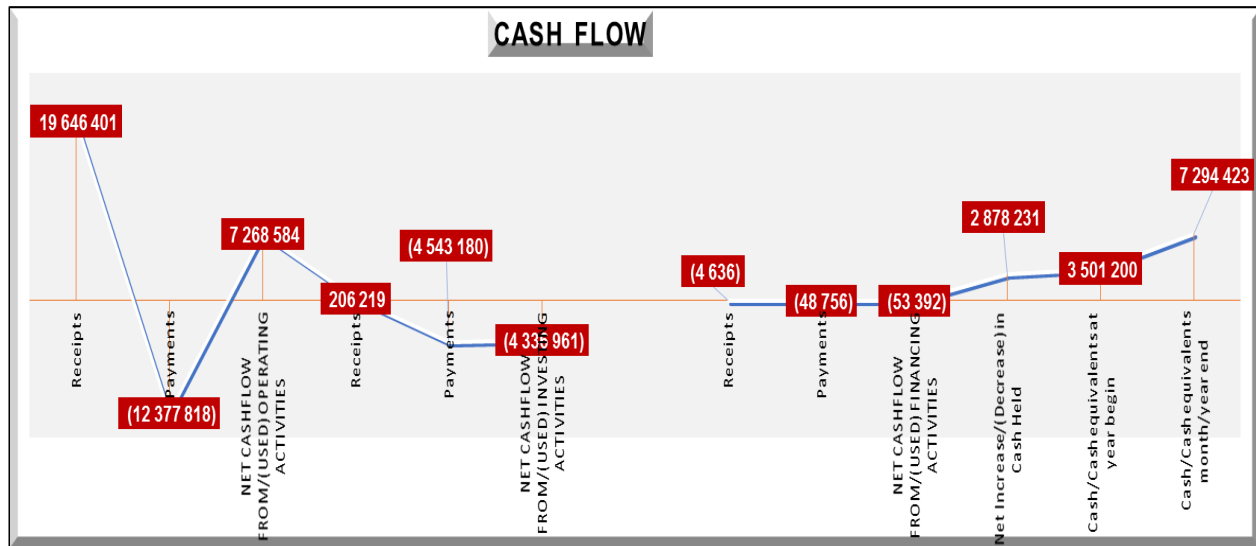 CASH FLOW
19 646 401
(12 377 818)
7 268 584
206 219
(4 543 180)
(4 336 961)
(4 636)
(48 756)
(53 392)
2 878 231
3 501 200
7 294 423
Receipts
Payments
NET CASHFLOW
FROM/(USED) OPERATING
ACTIVITIES
Receipts
Payments
NET CASHFLOW
FROM/(USED) INVESTING
ACTIVITIES
Receipts
Payments
NET CASHFLOW
FROM/(USED) FINANCING
ACTIVITIES
Net Increase/(Decrease) in
Cash Held
Cash/Cash equivalents at
year begin
Cash/Cash equivalents
month/year end